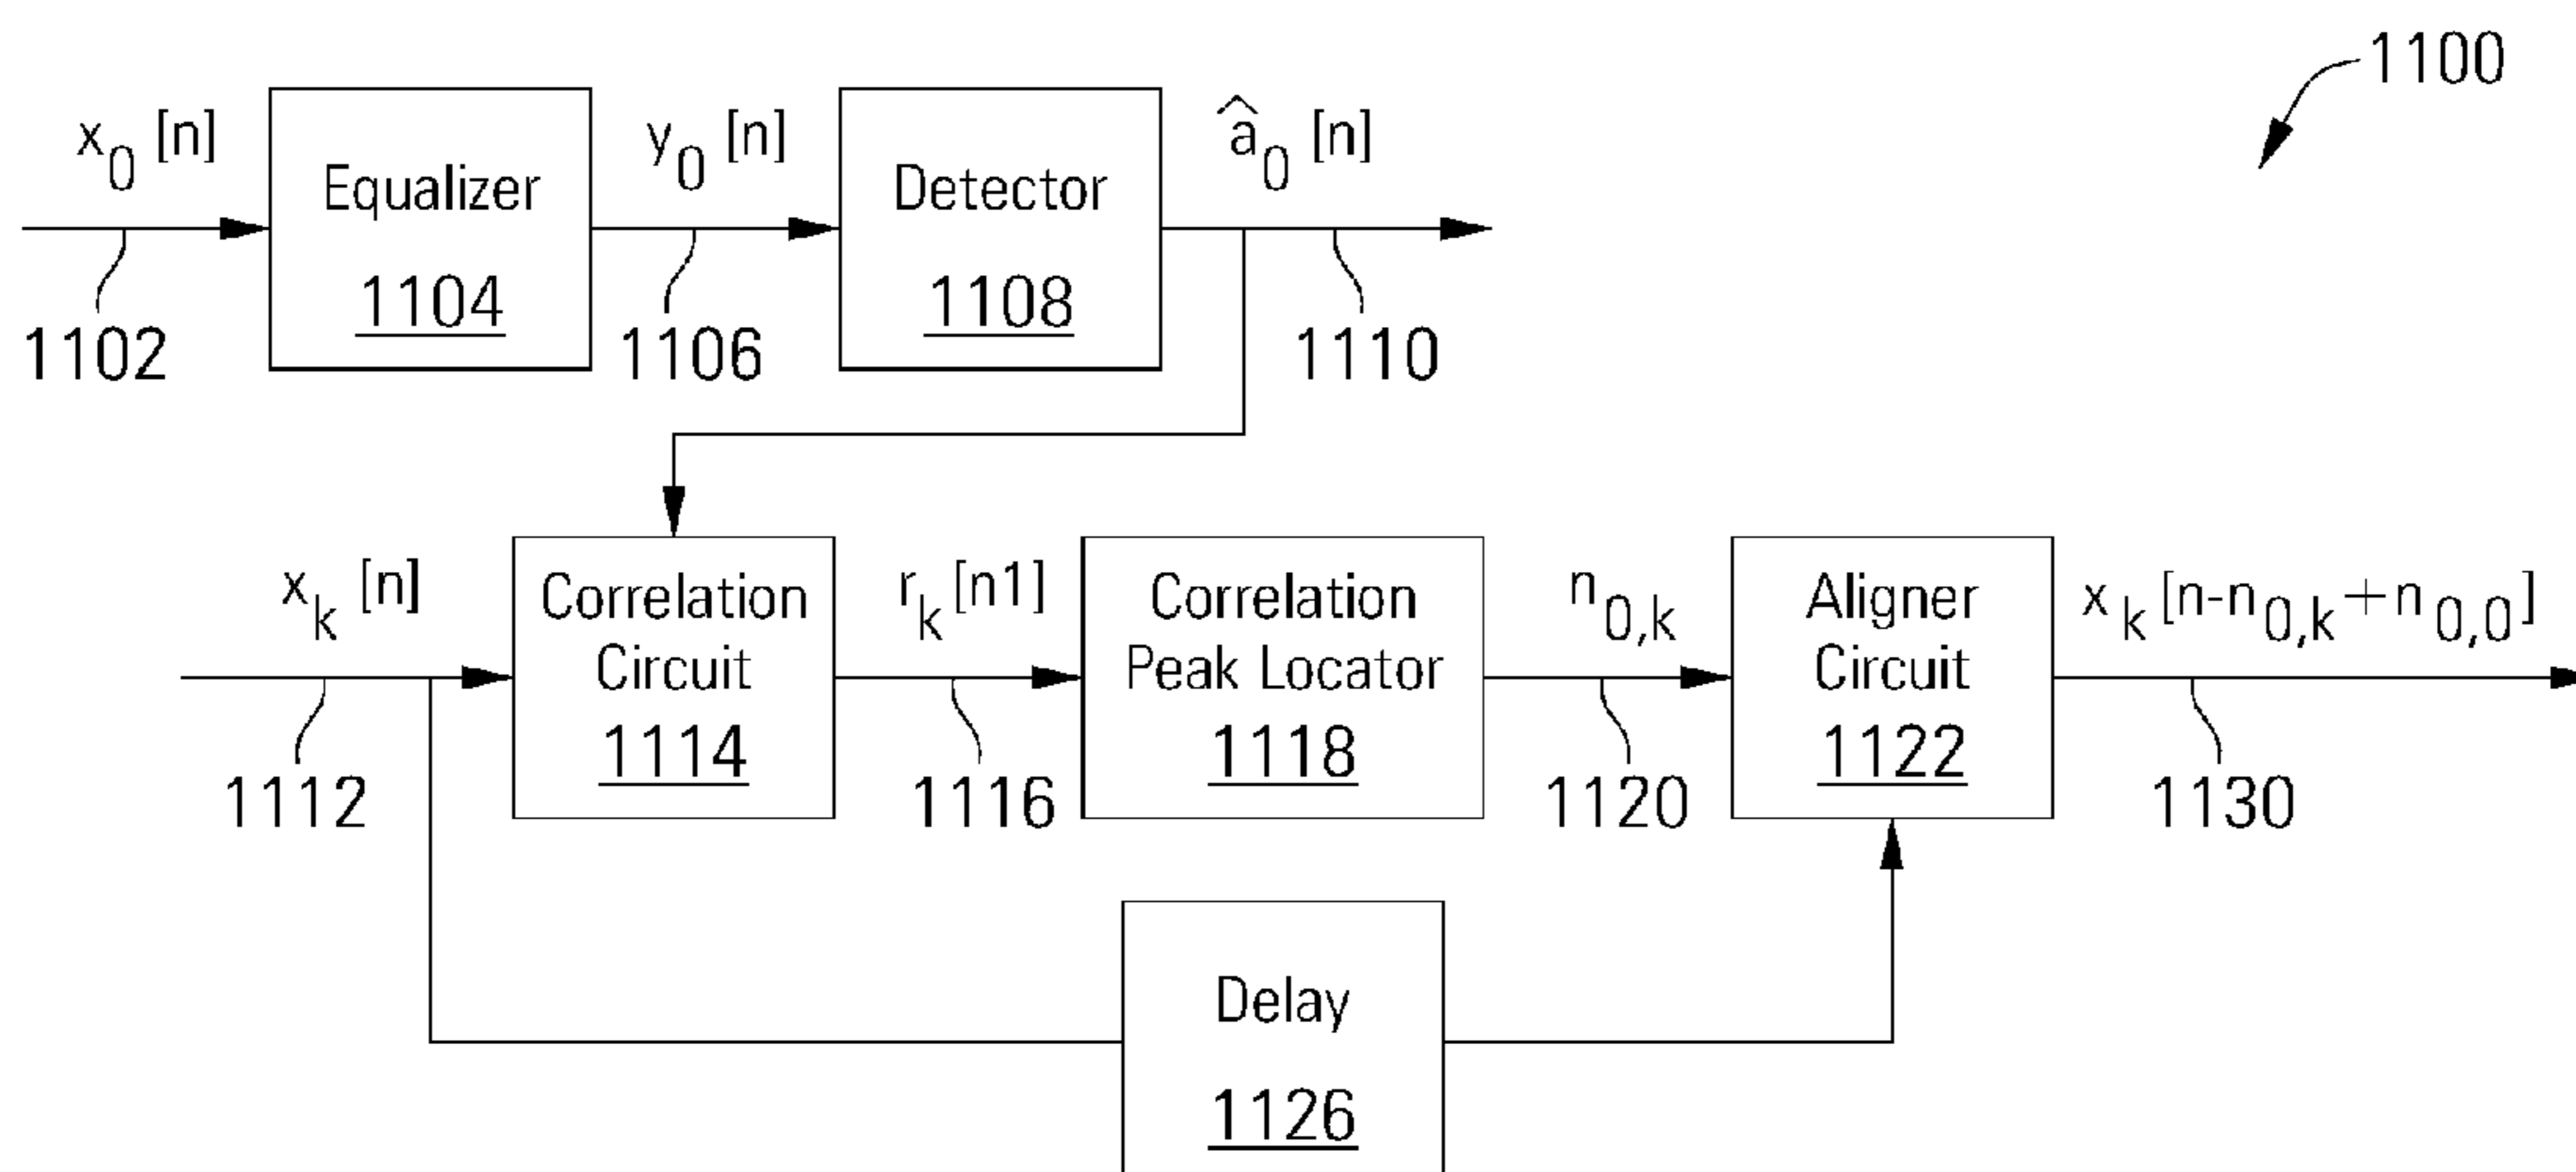 1100
x0 [n]
Equalizer
1104
y0 [n]
Detector
1108
â0 [n]
1102
1106
1110
xk [n]
Correlation
Circuit
1114
rk [n1]
Correlation
Peak Locator
1118
n0,k
Aligner
Circuit
1122
xk [n-n0,k+n0,0]
1112
1116
1120
1130
Delay
1126